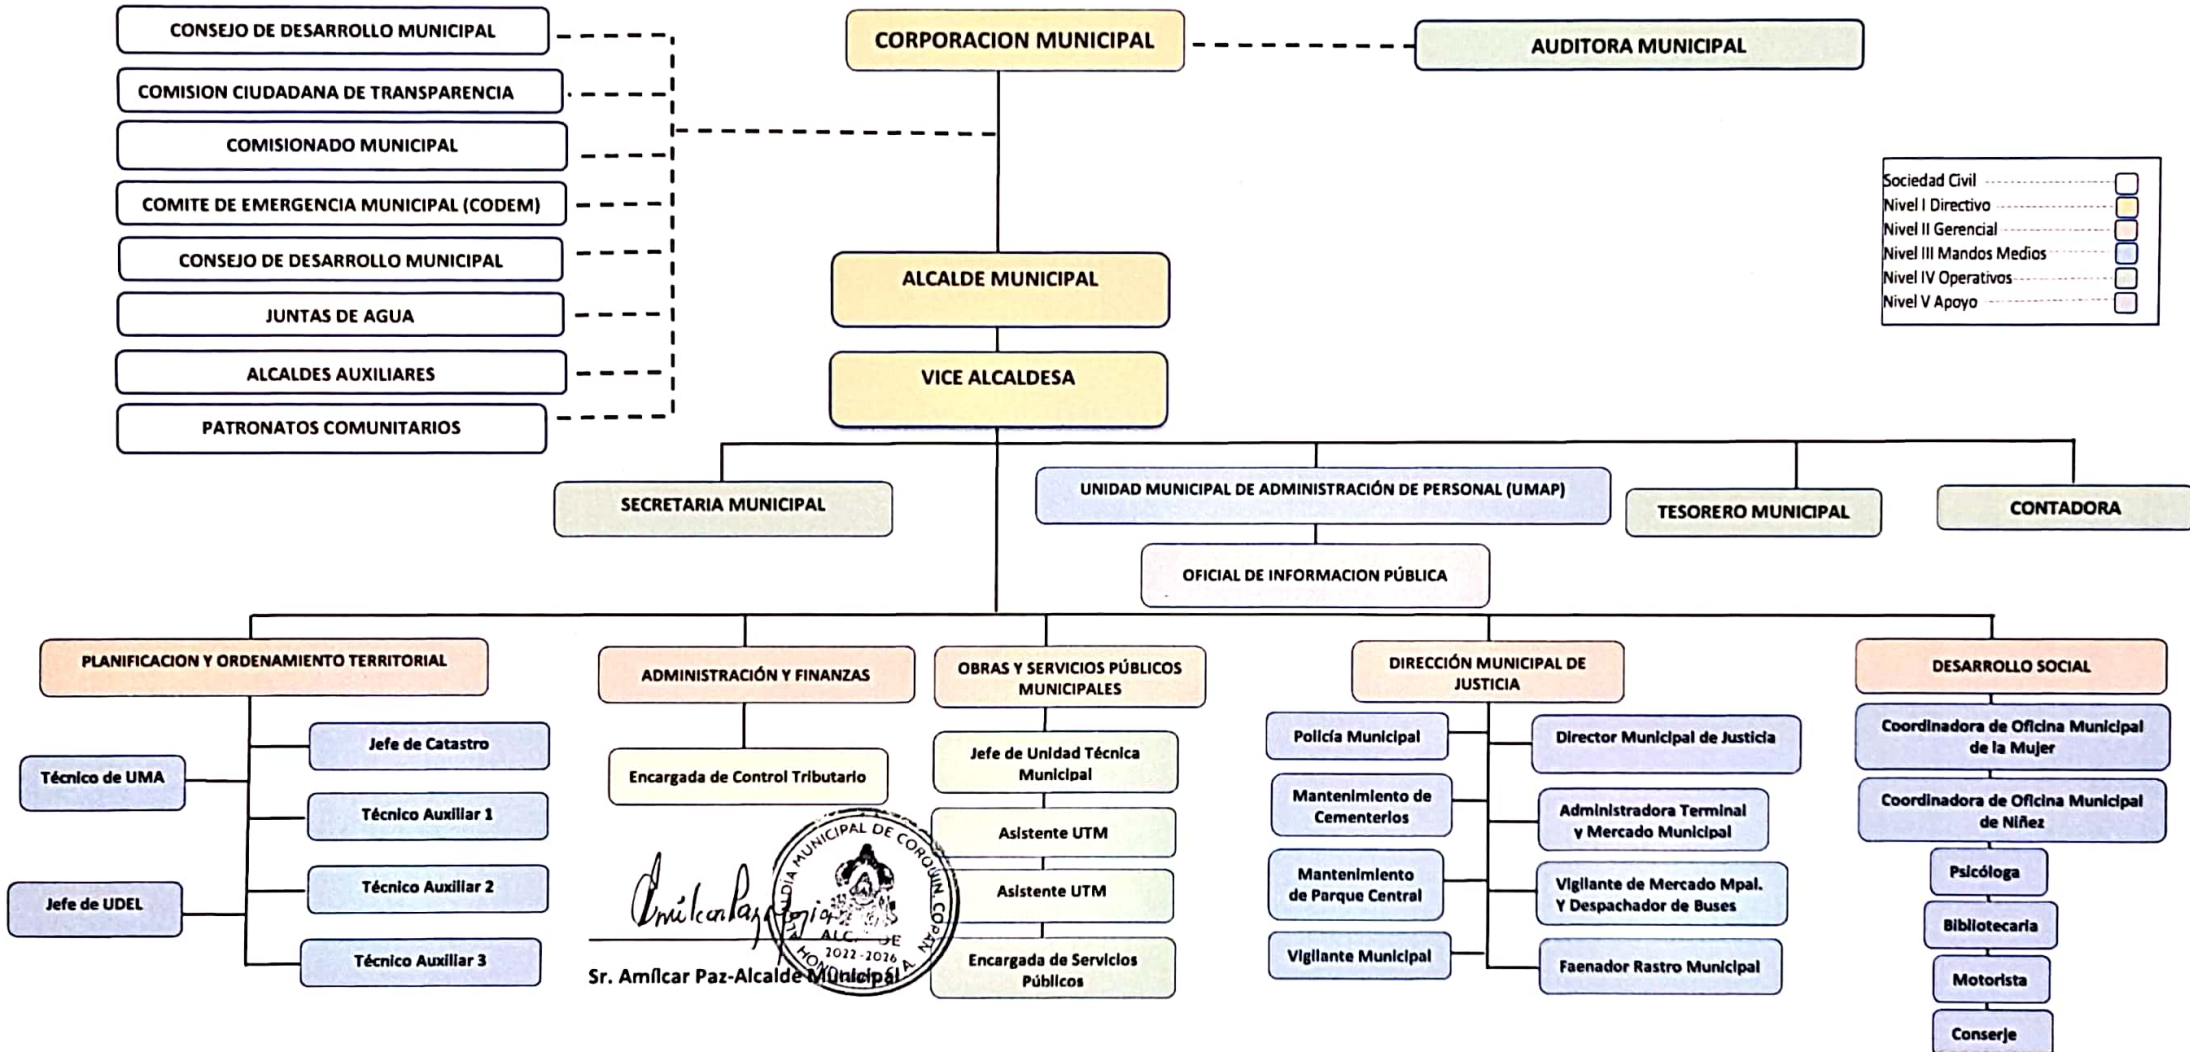 CONSEJO DE DESARROLLO MUNICIPAL
COMISION CIUDADANA DE TRANSPARENCIA
COMISIONADO MUNICIPAL
COMITE DE EMERGENCIA MUNICIPAL (CODEM)
CONSEJO DE DESARROLLO MUNICIPAL
JUNTAS DE AGUA
ALCALDES AUXILIARES
PATRONATOS COMUNITARIOS
CORPORACION MUNICIPAL
AUDITORA MUNICIPAL
Sociedad Civil
Nivel I Directivo
Nivel II Gerencial
Nivel III Mandos Medios
Nivel IV Operativos
Nivel V Apoyo
ALCALDE MUNICIPAL
VICE ALCALDESA
SECRETARIA MUNICIPAL
UNIDAD MUNICIPAL DE ADMINISTRACIÓN DE PERSONAL (UMAP)
TESORERO MUNICIPAL
CONTADORA
OFICIAL DE INFORMACION PÚBLICA
PLANIFICACION Y ORDENAMIENTO TERRITORIAL
Jefe de Catastro
Técnico de UMA
Técnico Auxiliar 1
Técnico Auxiliar 2
Jefe de UDEL
Técnico Auxiliar 3
ADMINISTRACIÓN Y FINANZAS
Encargada de Control Tributario
OBRAS Y SERVICIOS PÚBLICOS
MUNICIPALES
Jefe de Unidad Técnica
Municipal
Asistente UTM
Asistente UTM
Encargada de Servicios
Públicos
DIRECCIÓN MUNICIPAL DE
JUSTICIA
Policía Municipal
Director Municipal de Justicia
Mantenimiento de
Cementerios
Administradora Terminal
y Mercado Municipal
Mantenimiento
de Parque Central
Vigilante de Mercado Mpal.
Y Despachador de Buses
Vigilante Municipal
Faenador Rastro Municipal
DESARROLLO SOCIAL
Coordinadora de Oficina Municipal
de la Mujer
Coordinadora de Oficina Municipal
de Niñez
Psicóloga
Bibliotecaria
Motorista
Conserje
ALCALDIA MUNICIPAL DE CORQUIN, COPAN
2022-2026
Sr. Amílcar Paz-Alcalde Municipal